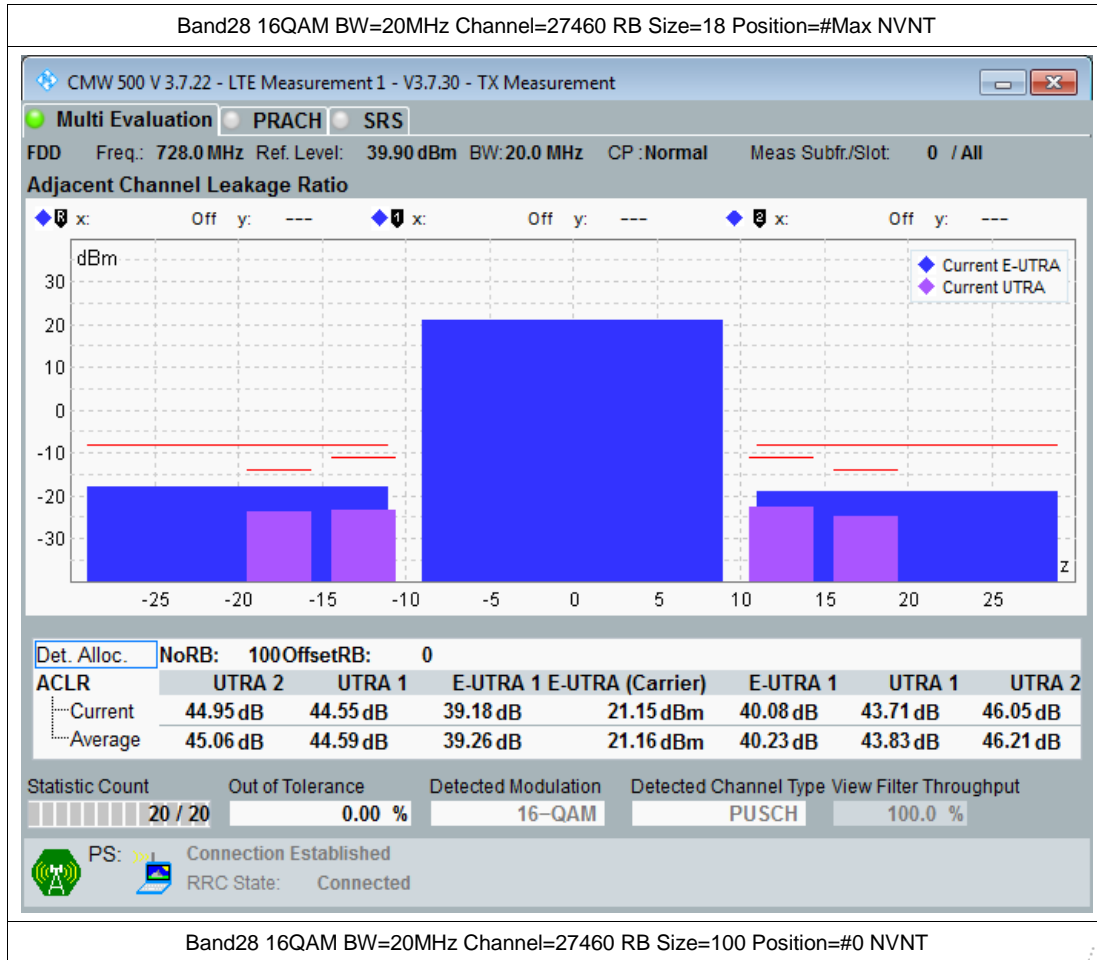 Band28 16QAM BW=20MHz Channel=27460 RB Size=18 Position=#Max NVNT
CMW 500 V 3.7.22 - LTE Measurement 1 - V3.7.30 - TX Measurement
Multi Evaluation PRACH SRS
FDD Freq.: 728.0 MHz Ref. Level: 39.90 dBm BW: 20.0 MHz CP : Normal Meas Subfr./Slot: 0 / All
Adjacent Channel Leakage Ratio
R x: Off y: --- 1 x: Off y: --- 2 x: Off y: ---
dBm
Current E-UTRA
Current UTRA
30
20
10
0
-10
-20
-30
z
-25 -20 -15 -10 -5 0 5 10 15 20 25
Det. Alloc. NoRB: 100 OffsetRB: 0
ACLR UTRA 2 UTRA 1 E-UTRA 1 E-UTRA (Carrier) E-UTRA 1 UTRA 1 UTRA 2
Current 44.95 dB 44.55 dB 39.18 dB 21.15 dBm 40.08 dB 43.71 dB 46.05 dB
Average 45.06 dB 44.59 dB 39.26 dB 21.16 dBm 40.23 dB 43.83 dB 46.21 dB
Statistic Count Out of Tolerance Detected Modulation Detected Channel Type View Filter Throughput
20 / 20 0.00 % 16-QAM PUSCH 100.0 %
PS: Connection Established
RRC State: Connected
Band28 16QAM BW=20MHz Channel=27460 RB Size=100 Position=#0 NVNT